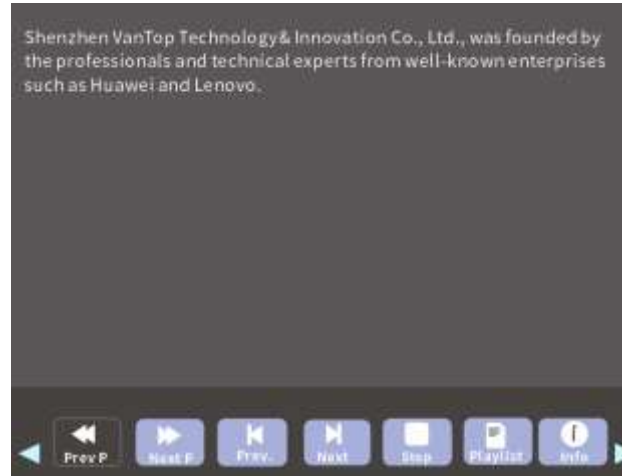 Shenzhen VanTop Technology& Innovation Co., Ltd., was founded by
the professionals and technical experts from well-known enterprises
such as Huawei and Lenovo.
Prev P
Next P
Prev.
Next
Stop
Playlist
Info